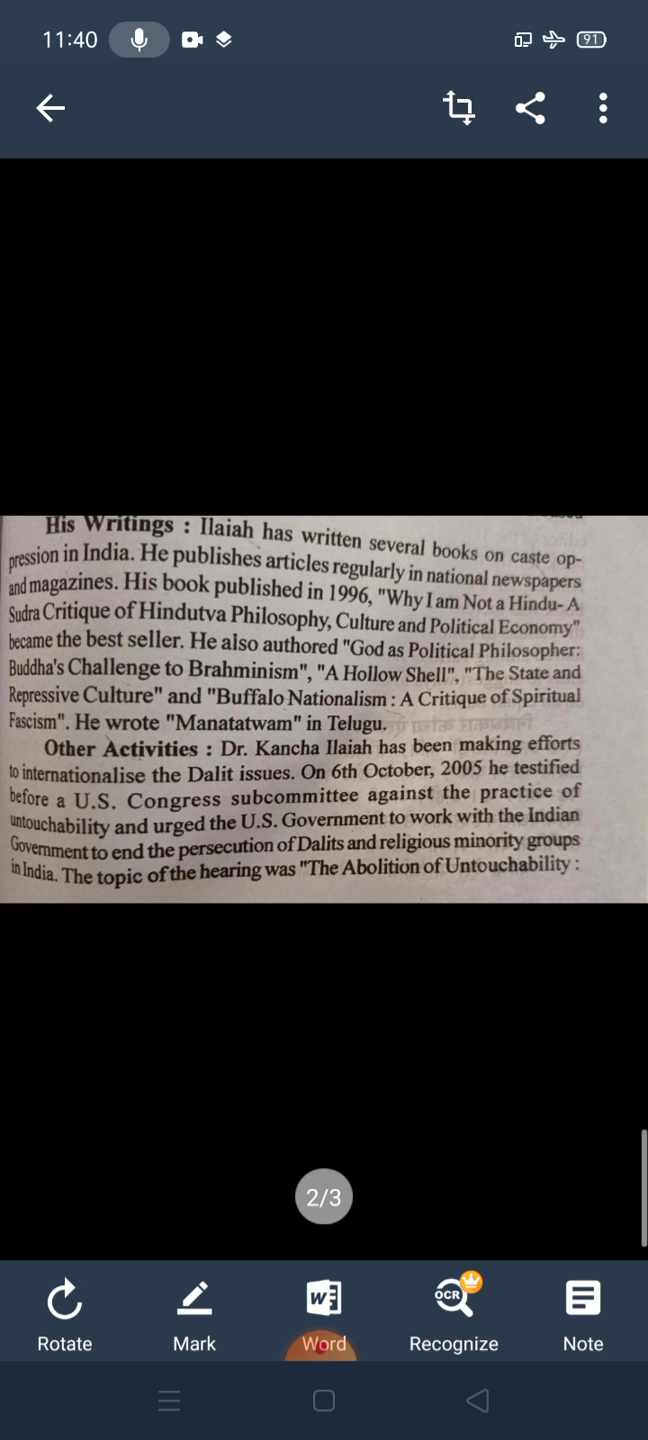 11:40
91
His Writings : Ilaiah has written several books on caste op-
pression in India. He publishes articles regularly in national newspapers
and magazines. His book published in 1996, "Why I am Not a Hindu- A
Sudra Critique of Hindutva Philosophy, Culture and Political Economy"
became the best seller. He also authored "God as Political Philosopher:
Buddha's Challenge to Brahminism", "A Hollow Shell", "The State and
Repressive Culture" and "Buffalo Nationalism : A Critique of Spiritual
Fascism". He wrote "Manatatwam" in Telugu.
Other Activities : Dr. Kancha Ilaiah has been making efforts
to internationalise the Dalit issues. On 6th October, 2005 he testified
before a U.S. Congress subcommittee against the practice of
untouchability and urged the U.S. Government to work with the Indian
Government to end the persecution of Dalits and religious minority groups
in India. The topic of the hearing was "The Abolition of Untouchability :
2/3
W
OCR
Rotate Mark Word Recognize Note